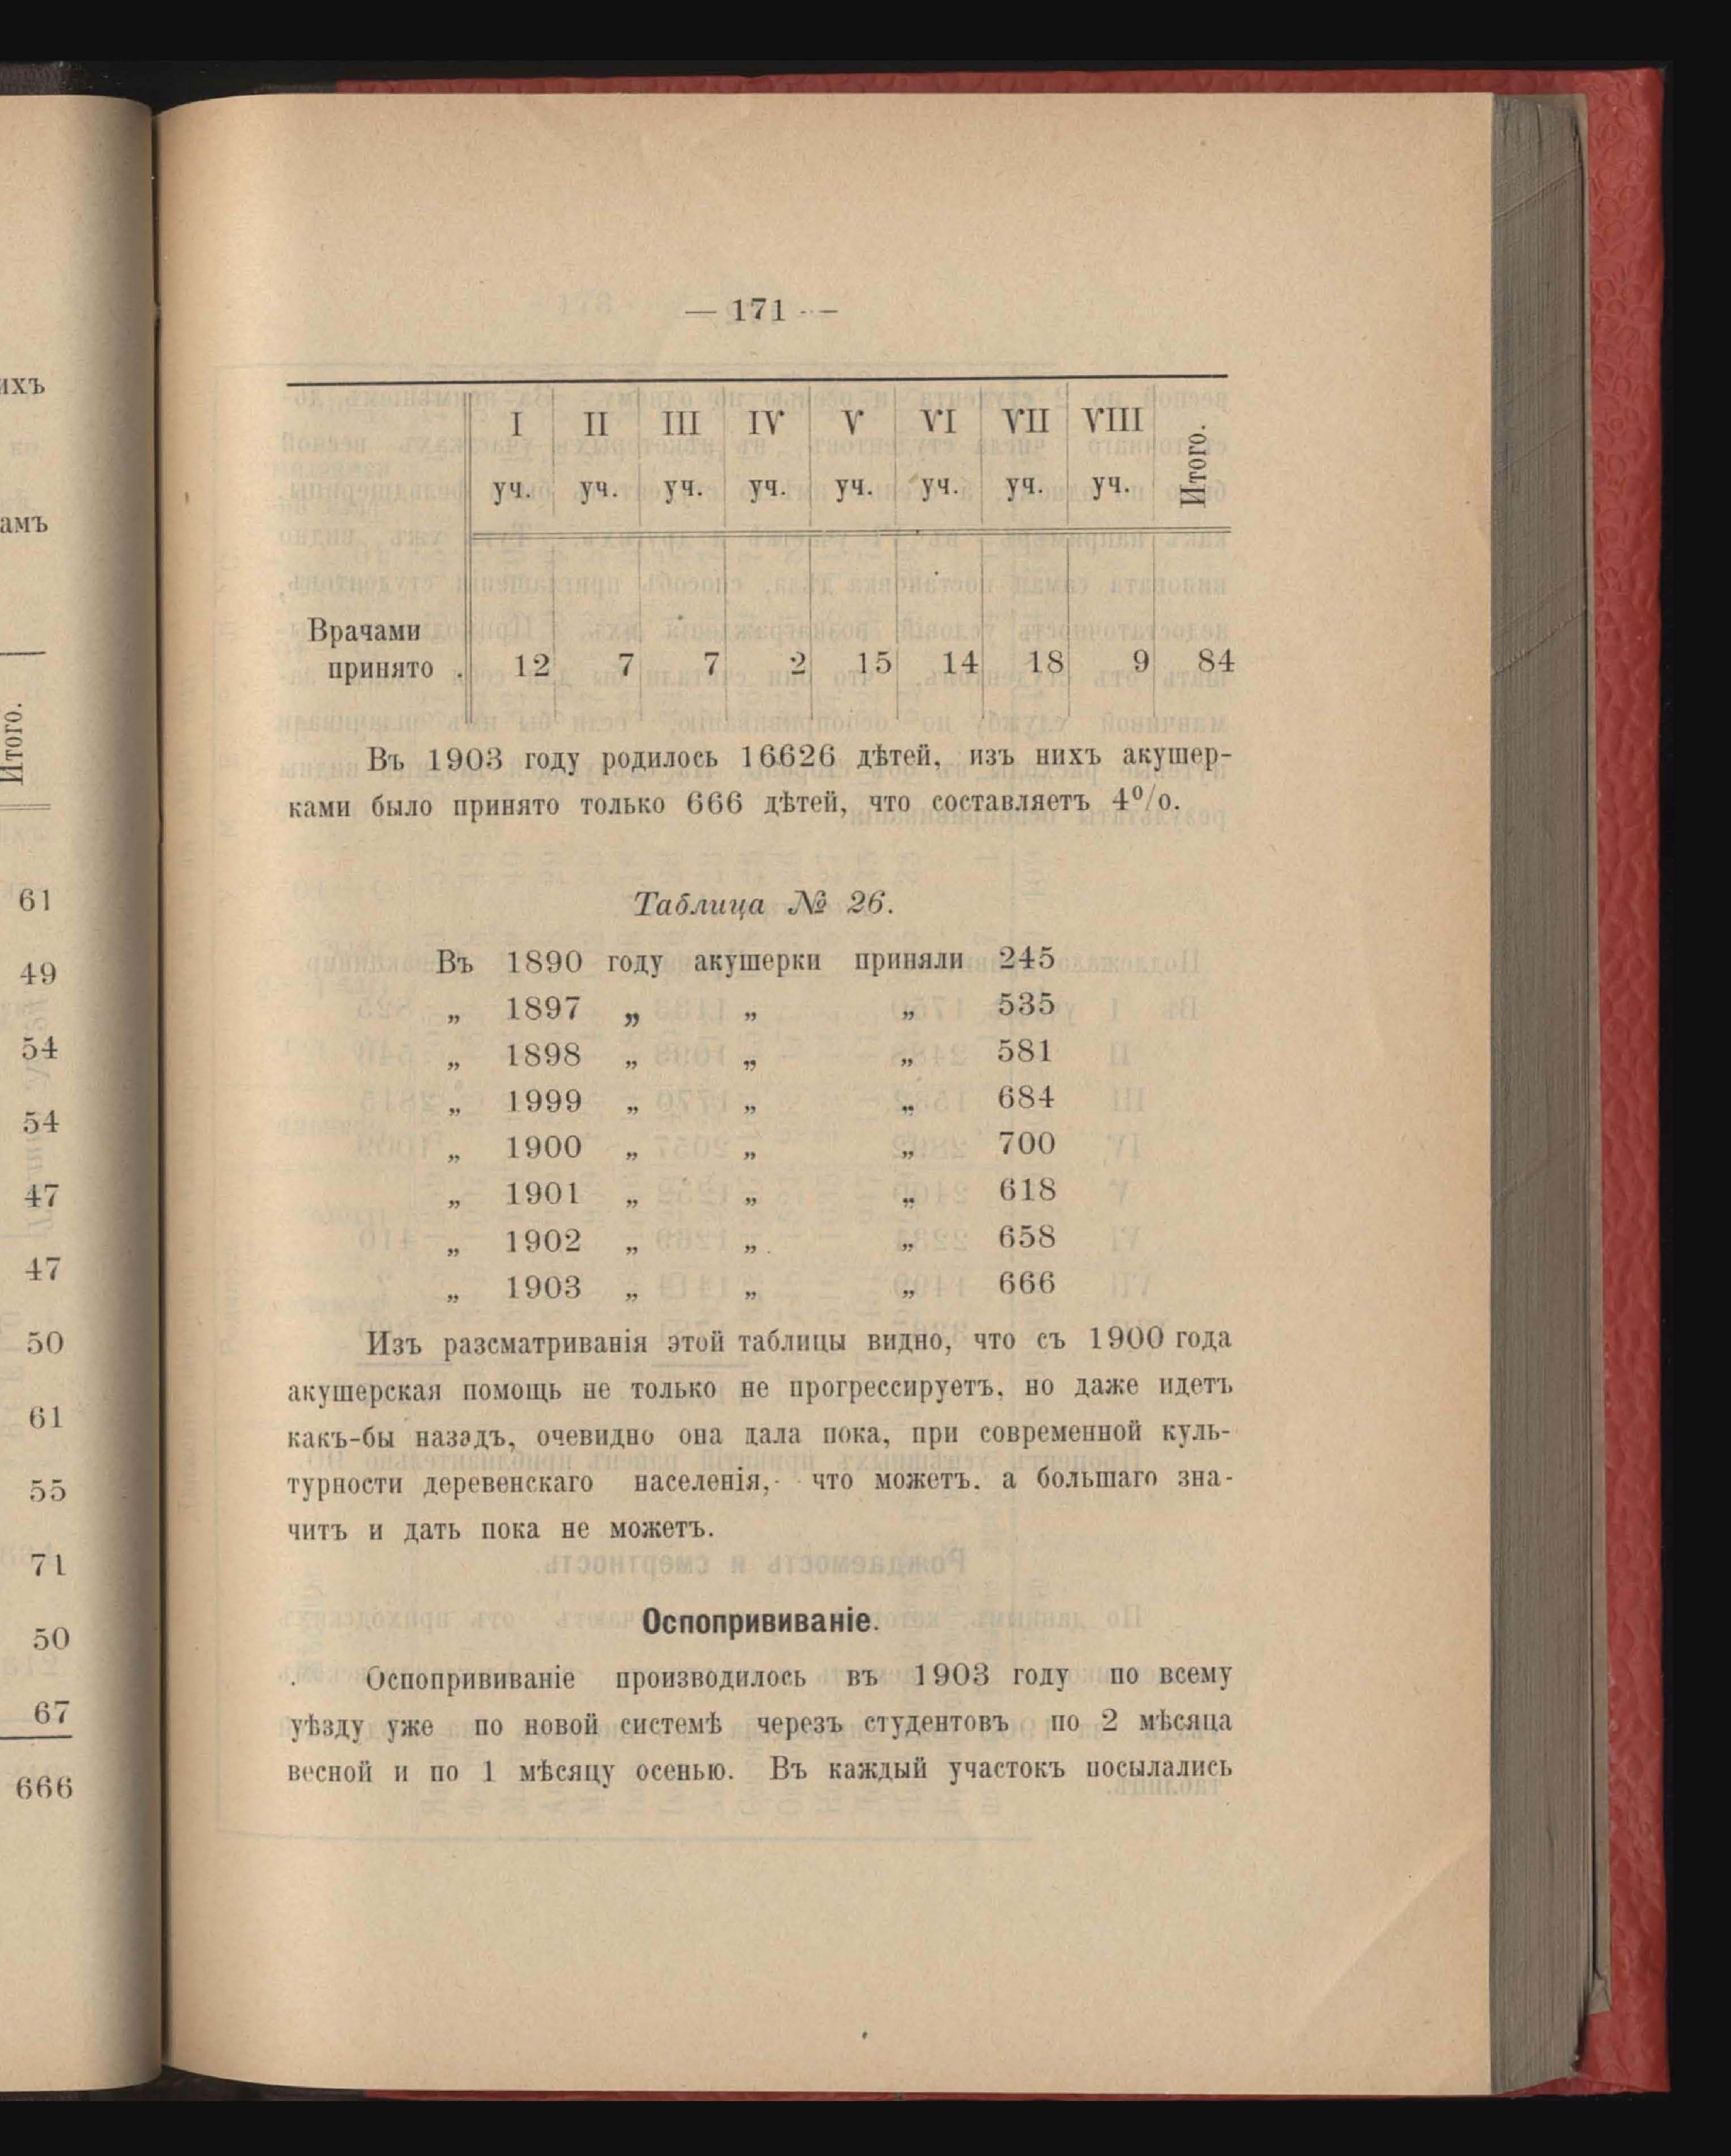 ихъ
амъ
Итого.
61
49
54
54
47
47
50
61
55
71
50
67
666
— 171 —
I II III IV V VI VII VIII Итого.
уч. уч. уч. уч. уч. уч. уч. уч.
Врачами
принято . 12 7 7 2 15 14 18 9 84
Въ 1903 году родилось 16626 дѣтей, изъ нихъ акушер-
ками было принято только 666 дѣтей, что составляетъ 4⁰/о.
Таблица № 26.
Въ 1890 году акушерки приняли 245
„ 1897 „ „ „ 535
„ 1898 „ „ „ 581
„ 1999 „ „ „ 684
„ 1900 „ „ „ 700
„ 1901 „ „ „ 618
„ 1902 „ „ „ 658
„ 1903 „ „ „ 666
Изъ разсматриванія этой таблицы видно, что съ 1900 года
акушерская помощь не только не прогрессируетъ, но даже идетъ
какъ-бы назадъ, очевидно она дала пока, при современной куль-
турности деревенскаго населенія, что можетъ. а большаго зна-
читъ и дать пока не можетъ.
Оспопрививаніе.
Оспопрививаніе производилось въ 1903 году по всему
уѣзду уже по новой системѣ черезъ студентовъ по 2 мѣсяца
весной и по 1 мѣсяцу осенью. Въ каждый участокъ посылались